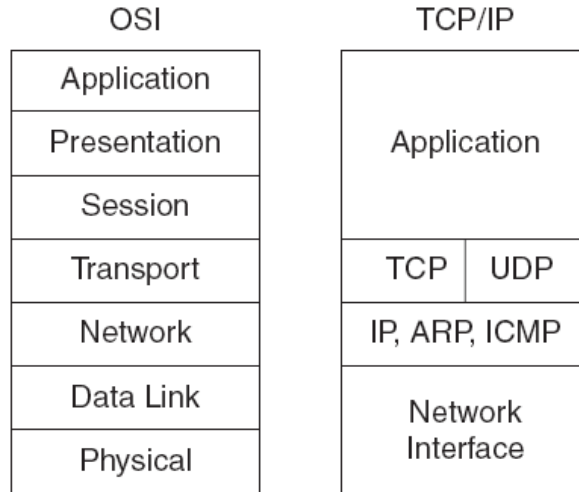 OSI
Application
Presentation
Session
Transport
Network
Data Link
Physical
TCP/IP
Application
TCP UDP
IP, ARP, ICMP
Network
Interface